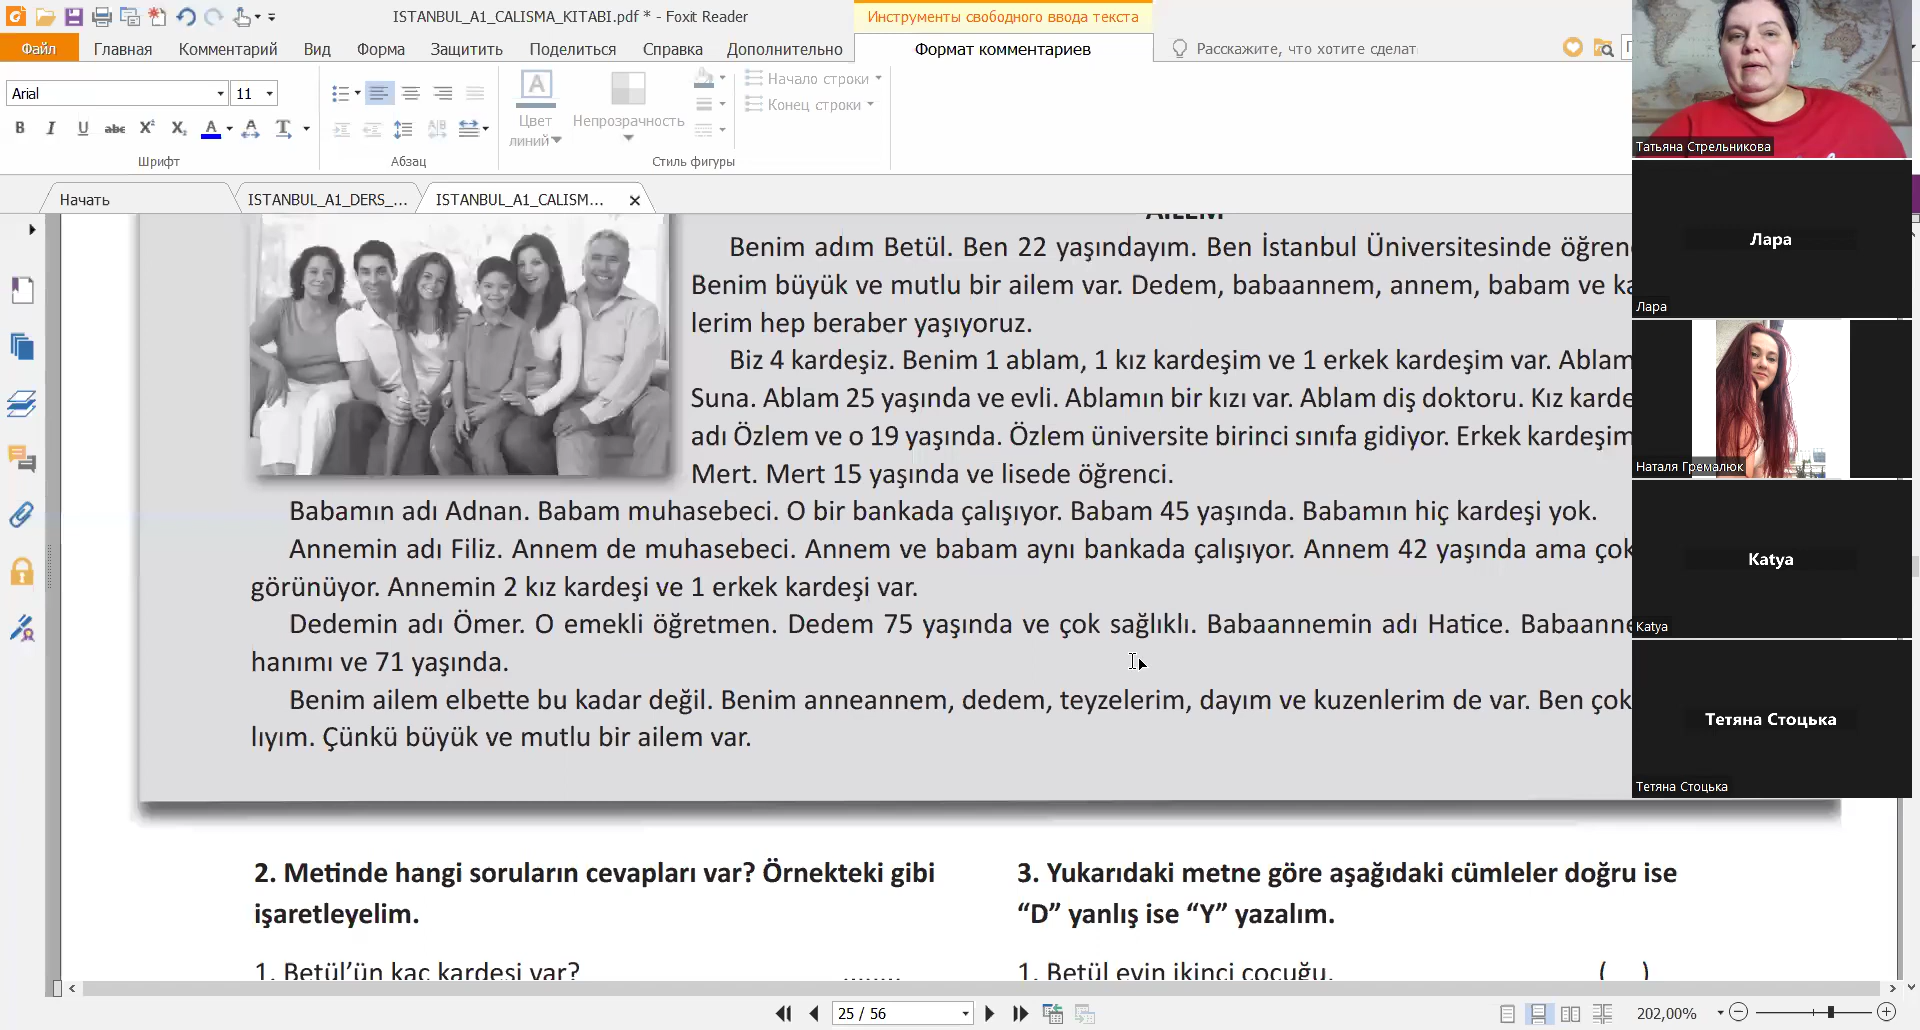 ISTANBUL_A1_CALISMA_KITABI.pdf * - Foxit Reader
Инструменты свободного ввода текста
Файл Главная Комментарий Вид Форма Защитить Поделиться Справка Дополнительно Формат комментариев Расскажите, что хотите сделат
Arial 11
Цвет линий
Непрозрачность
Начало строки
Конец строки
Шрифт Абзац Стиль фигуры
Начать ISTANBUL_A1_DERS_... ISTANBUL_A1_CALISM...
AILEM
Benim adım Betül. Ben 22 yaşındayım. Ben İstanbul Üniversitesinde öğren
Benim büyük ve mutlu bir ailem var. Dedem, babaannem, annem, babam ve ka
lerim hep beraber yaşıyoruz.
Biz 4 kardeşiz. Benim 1 ablam, 1 kız kardeşim ve 1 erkek kardeşim var. Ablam
Suna. Ablam 25 yaşında ve evli. Ablamın bir kızı var. Ablam diş doktoru. Kız karde
adı Özlem ve o 19 yaşında. Özlem üniversite birinci sınıfa gidiyor. Erkek kardeşim
Mert. Mert 15 yaşında ve lisede öğrenci.
Babamın adı Adnan. Babam muhasebeci. O bir bankada çalışıyor. Babam 45 yaşında. Babamın hiç kardeşi yok.
Annemin adı Filiz. Annem de muhasebeci. Annem ve babam aynı bankada çalışıyor. Annem 42 yaşında ama çok
görünüyor. Annemin 2 kız kardeşi ve 1 erkek kardeşi var.
Dedemin adı Ömer. O emekli öğretmen. Dedem 75 yaşında ve çok sağlıklı. Babaannemin adı Hatice. Babaanne
hanımı ve 71 yaşında.
Benim ailem elbette bu kadar değil. Benim anneannem, dedem, teyzelerim, dayım ve kuzenlerim de var. Ben çok
lıyım. Çünkü büyük ve mutlu bir ailem var.
2. Metinde hangi soruların cevapları var? Örnekteki gibi
işaretleyelim.
1. Betül'ün kaç kardeşi var? ........
3. Yukarıdaki metne göre aşağıdaki cümleler doğru ise
“D” yanlış ise “Y” yazalım.
1. Betül evin ikinci çocuğu. ( )
25 / 56
202,00%
Татьяна Стрельникова
Лара
Лара
Наталя Гремалюк
Katya
Katya
Тетяна Стоцька
Тетяна Стоцька